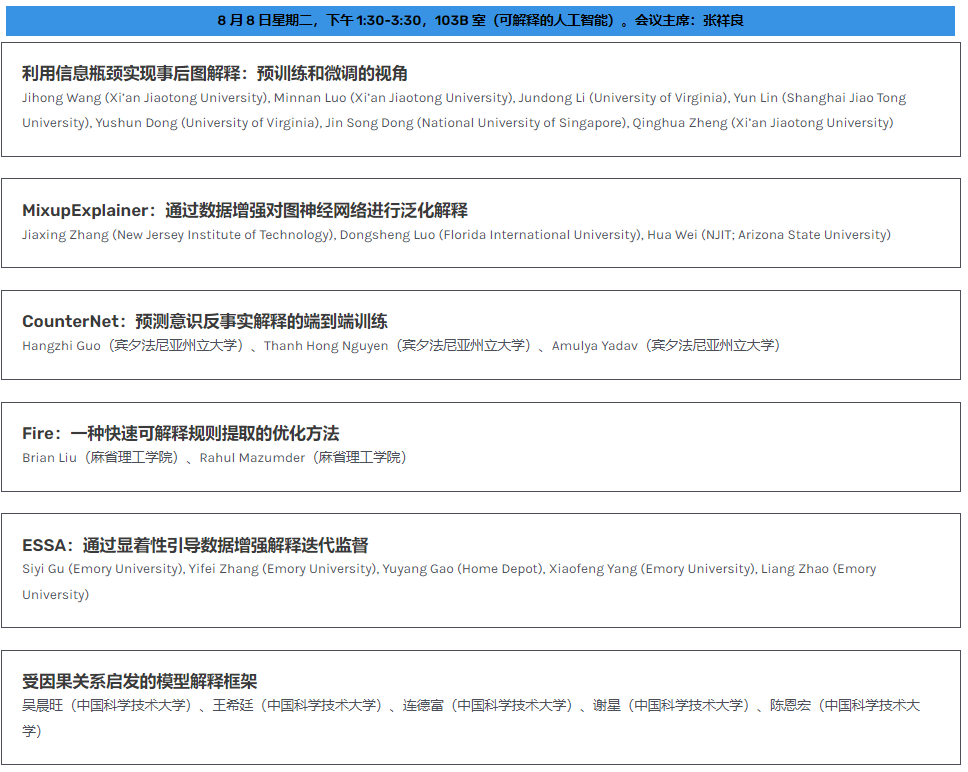 8 月 8 日星期二，下午 1:30-3:30，103B 室（可解释的人工智能）。会议主席：张祥良
利用信息瓶颈实现事后图解释：预训练和微调的视角
Jihong Wang (Xi'an Jiaotong University), Minnan Luo (Xi'an Jiaotong University), Jundong Li (University of Virginia), Yun Lin (Shanghai Jiao Tong
University), Yushun Dong (University of Virginia), Jin Song Dong (National University of Singapore), Qinghua Zheng (Xi'an Jiaotong University)
MixupExplainer：通过数据增强对图神经网络进行泛化解释
Jiaxing Zhang (New Jersey Institute of Technology), Dongsheng Luo (Florida International University), Hua Wei (NJIT; Arizona State University)
CounterNet：预测意识反事实解释的端到端训练
Hangzhi Guo（宾夕法尼亚州立大学）、Thanh Hong Nguyen（宾夕法尼亚州立大学）、Amulya Yadav（宾夕法尼亚州立大学）
Fire：一种快速可解释规则提取的优化方法
Brian Liu（麻省理工学院）、Rahul Mazumder（麻省理工学院）
ESSA：通过显着性引导数据增强解释迭代监督
Siyi Gu (Emory University), Yifei Zhang (Emory University), Yuyang Gao (Home Depot), Xiaofeng Yang (Emory University), Liang Zhao (Emory
University)
受因果关系启发的模型解释框架
吴晨旺（中国科学技术大学）、王希廷（中国科学技术大学）、连德富（中国科学技术大学）、谢星（中国科学技术大学）、陈恩宏（中国科学技术大
学）